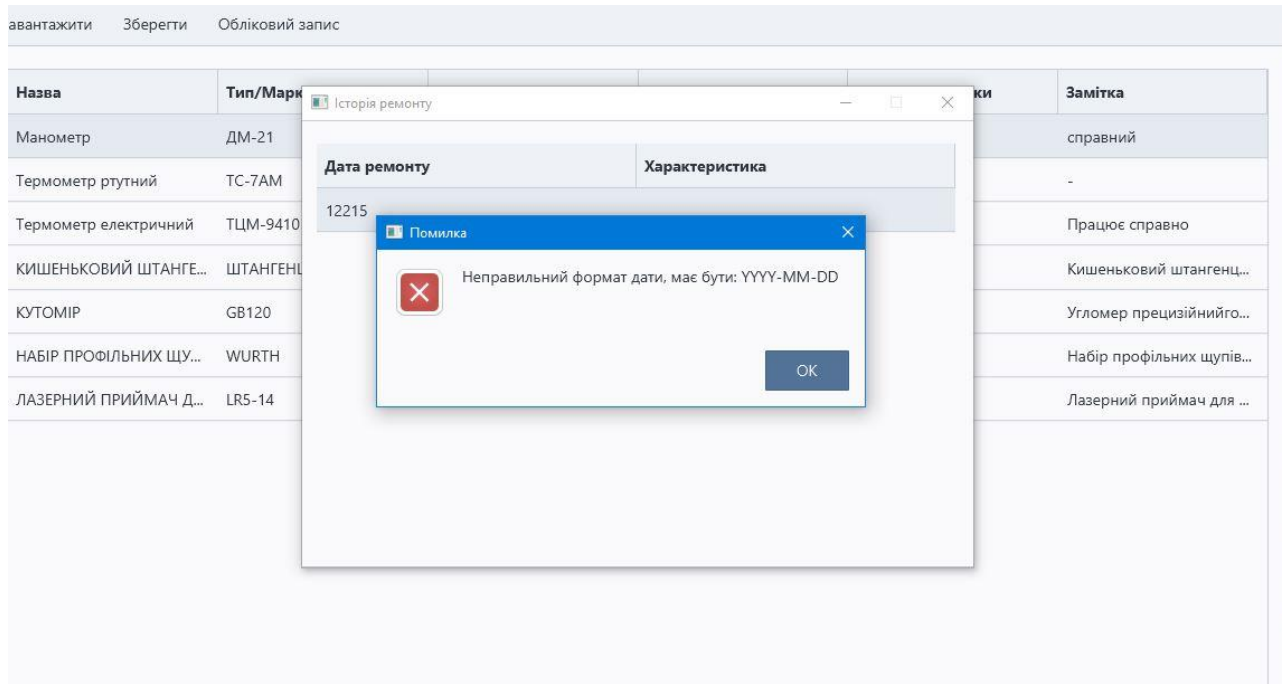 авантажити Зберегти Обліковий запис
Назва Тип/Марк ки Замітка
Історія ремонту
Манометр ДМ-21 справний
Дата ремонту Характеристика
Термометр ртутний ТС-7АМ -
12215
Термометр електричний ТЦМ-9410 Працює справно
Помилка
КИШЕНЬКОВИЙ ШТАНГЕ... ШТАНГЕНЦ Кишеньковий штангенц...
Неправильний формат дати, має бути: YYYY-MM-DD
КУТОМІР GB120 Угломер прецизійнийго...
НАБІР ПРОФІЛЬНИХ ЩУ... WURTH Набір профільних щупів...
OK
ЛАЗЕРНИЙ ПРИЙМАЧ Д... LR5-14 Лазерний приймач для ...